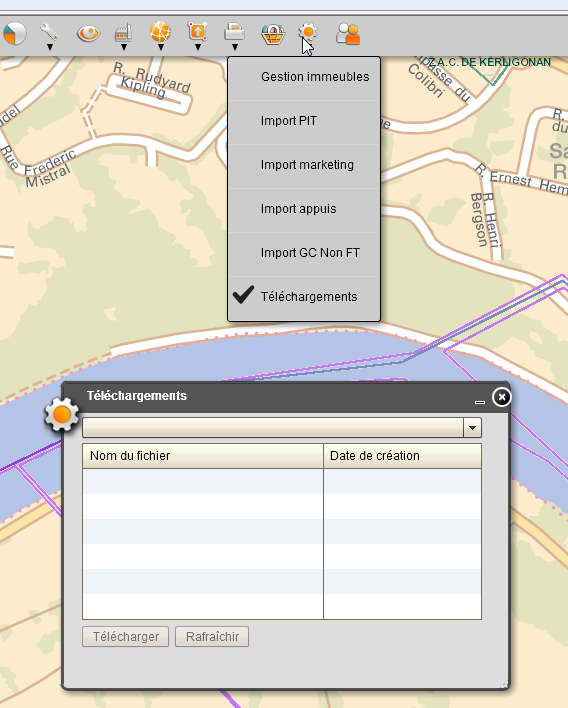 Z.A.C. DE KERLIGONAN
Gestion immeubles
Import PIT
Import marketing
Import appuis
Import GC Non FT
Téléchargements
R. Rudyard
Kipling
Rue Frederic
Mistral
Colibri
du
R. Ernest Hem
R. Henri
Bergson
Téléchargements
Nom du fichier
Date de création
Télécharger
Rafraîchir